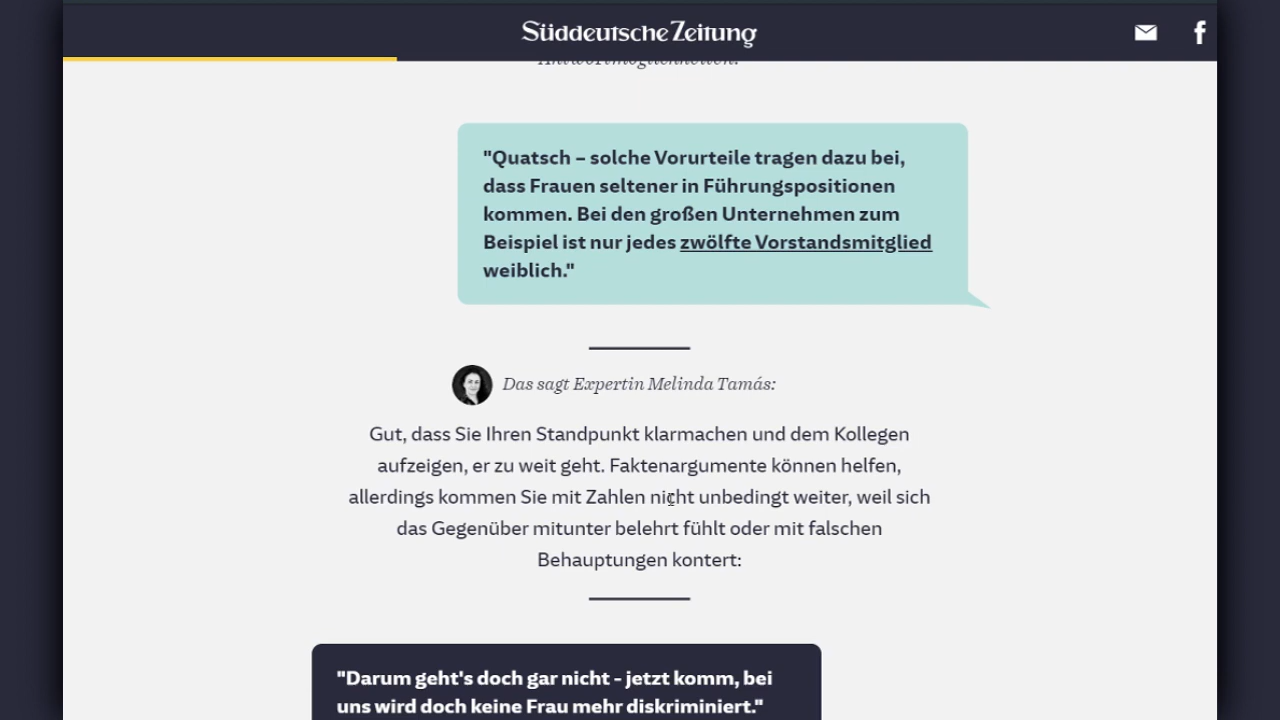 Süddeutsche Zeitung
Antwortmöglichkeiten:
"Quatsch – solche Vorurteile tragen dazu bei,
dass Frauen seltener in Führungspositionen
kommen. Bei den großen Unternehmen zum
Beispiel ist nur jedes zwölfte Vorstandsmitglied
weiblich."
Das sagt Expertin Melinda Tamás:
Gut, dass Sie Ihren Standpunkt klarmachen und dem Kollegen
aufzeigen, er zu weit geht. Faktenargumente können helfen,
allerdings kommen Sie mit Zahlen nicht unbedingt weiter, weil sich
das Gegenüber mitunter belehrt fühlt oder mit falschen
Behauptungen kontert:
"Darum geht's doch gar nicht - jetzt komm, bei
uns wird doch keine Frau mehr diskriminiert."